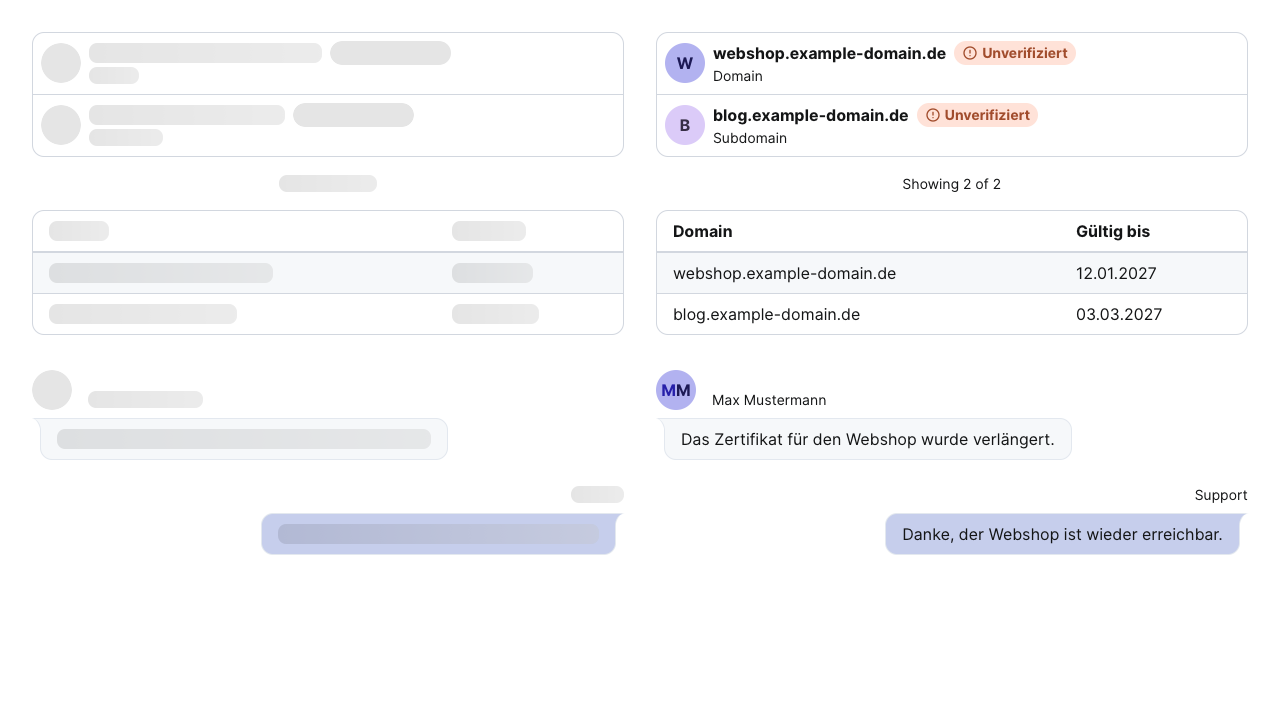 W
webshop.example-domain.de Unverifiziert
Domain
B
blog.example-domain.de Unverifiziert
Subdomain
Showing 2 of 2
Domain Gültig bis
webshop.example-domain.de 12.01.2027
blog.example-domain.de 03.03.2027
MM
Max Mustermann
Das Zertifikat für den Webshop wurde verlängert.
Support
Danke, der Webshop ist wieder erreichbar.